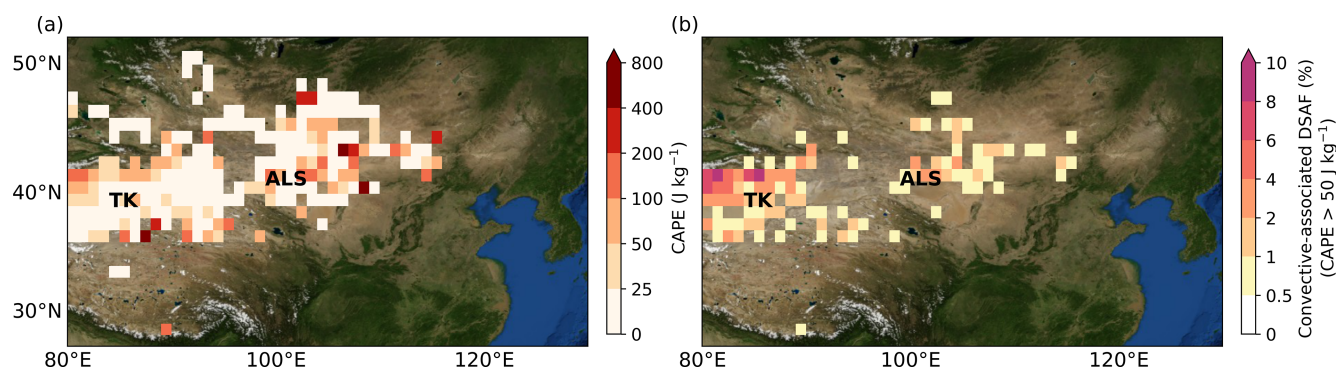 (a)
50°N
40°N
30°N
80°E
100°E
120°E
TK
ALS
800
400
200
100
50
25
0
CAPE (J kg⁻¹)
(b)
80°E
100°E
120°E
TK
ALS
10
8
6
4
2
1
0.5
0
Convective-associated DSAF (%)
(CAPE > 50 J kg⁻¹)